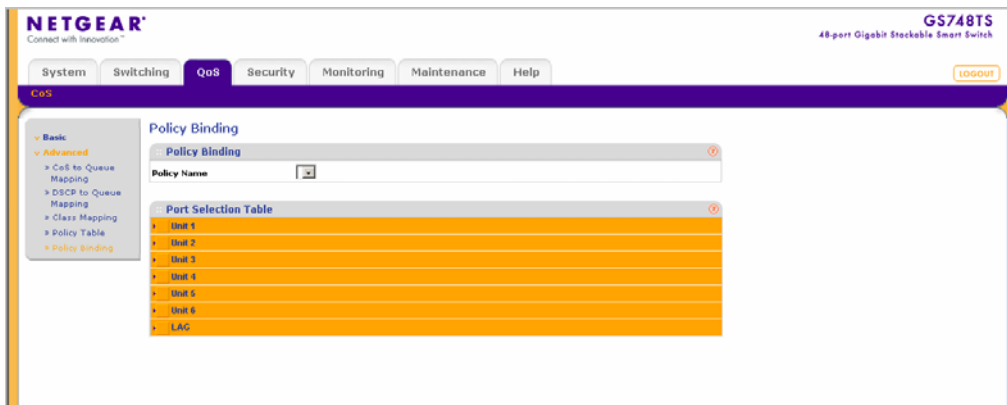 NETGEAR®
Connect with Innovation™
GS748TS
48-port Gigabit Stackable Smart Switch
System Switching QoS Security Monitoring Maintenance Help
LOGOUT
CoS
Basic
Advanced
» CoS to Queue
Mapping
» DSCP to Queue
Mapping
» Class Mapping
» Policy Table
» Policy Binding
Policy Binding
Policy Binding
Policy Name
Port Selection Table
Unit 1
Unit 2
Unit 3
Unit 4
Unit 5
Unit 6
LAG